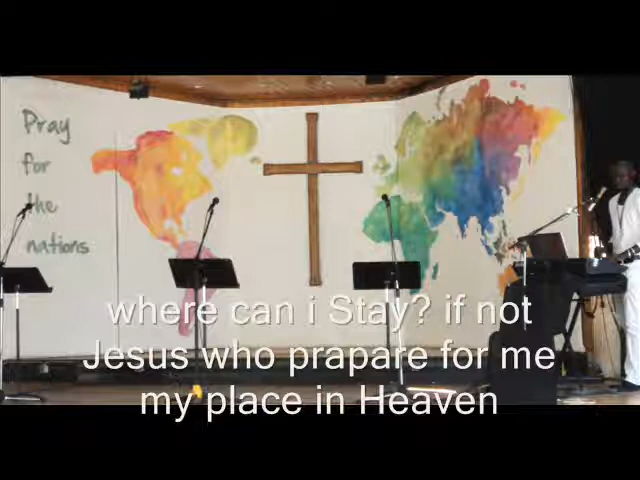 Pray
for
the
nations
where can i Stay? if not
Jesus who prapare for me
my place in Heaven